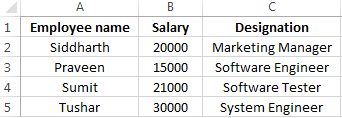 A B C
1 Employee name Salary Designation
2 Siddharth 20000 Marketing Manager
3 Praveen 15000 Software Engineer
4 Sumit 21000 Software Tester
5 Tushar 30000 System Engineer